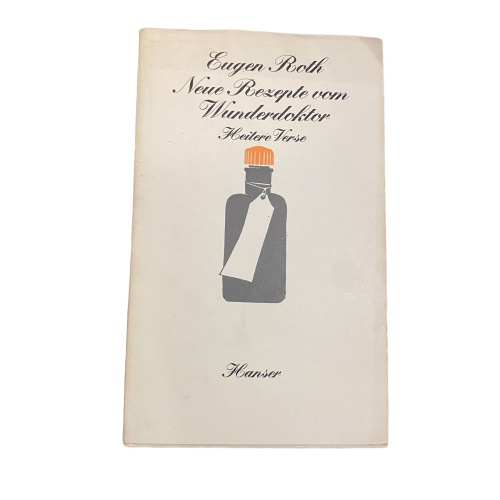 Eugen Roth
Neue Rezepte vom
Wunderdoktor
Heitere Verse
Hanser